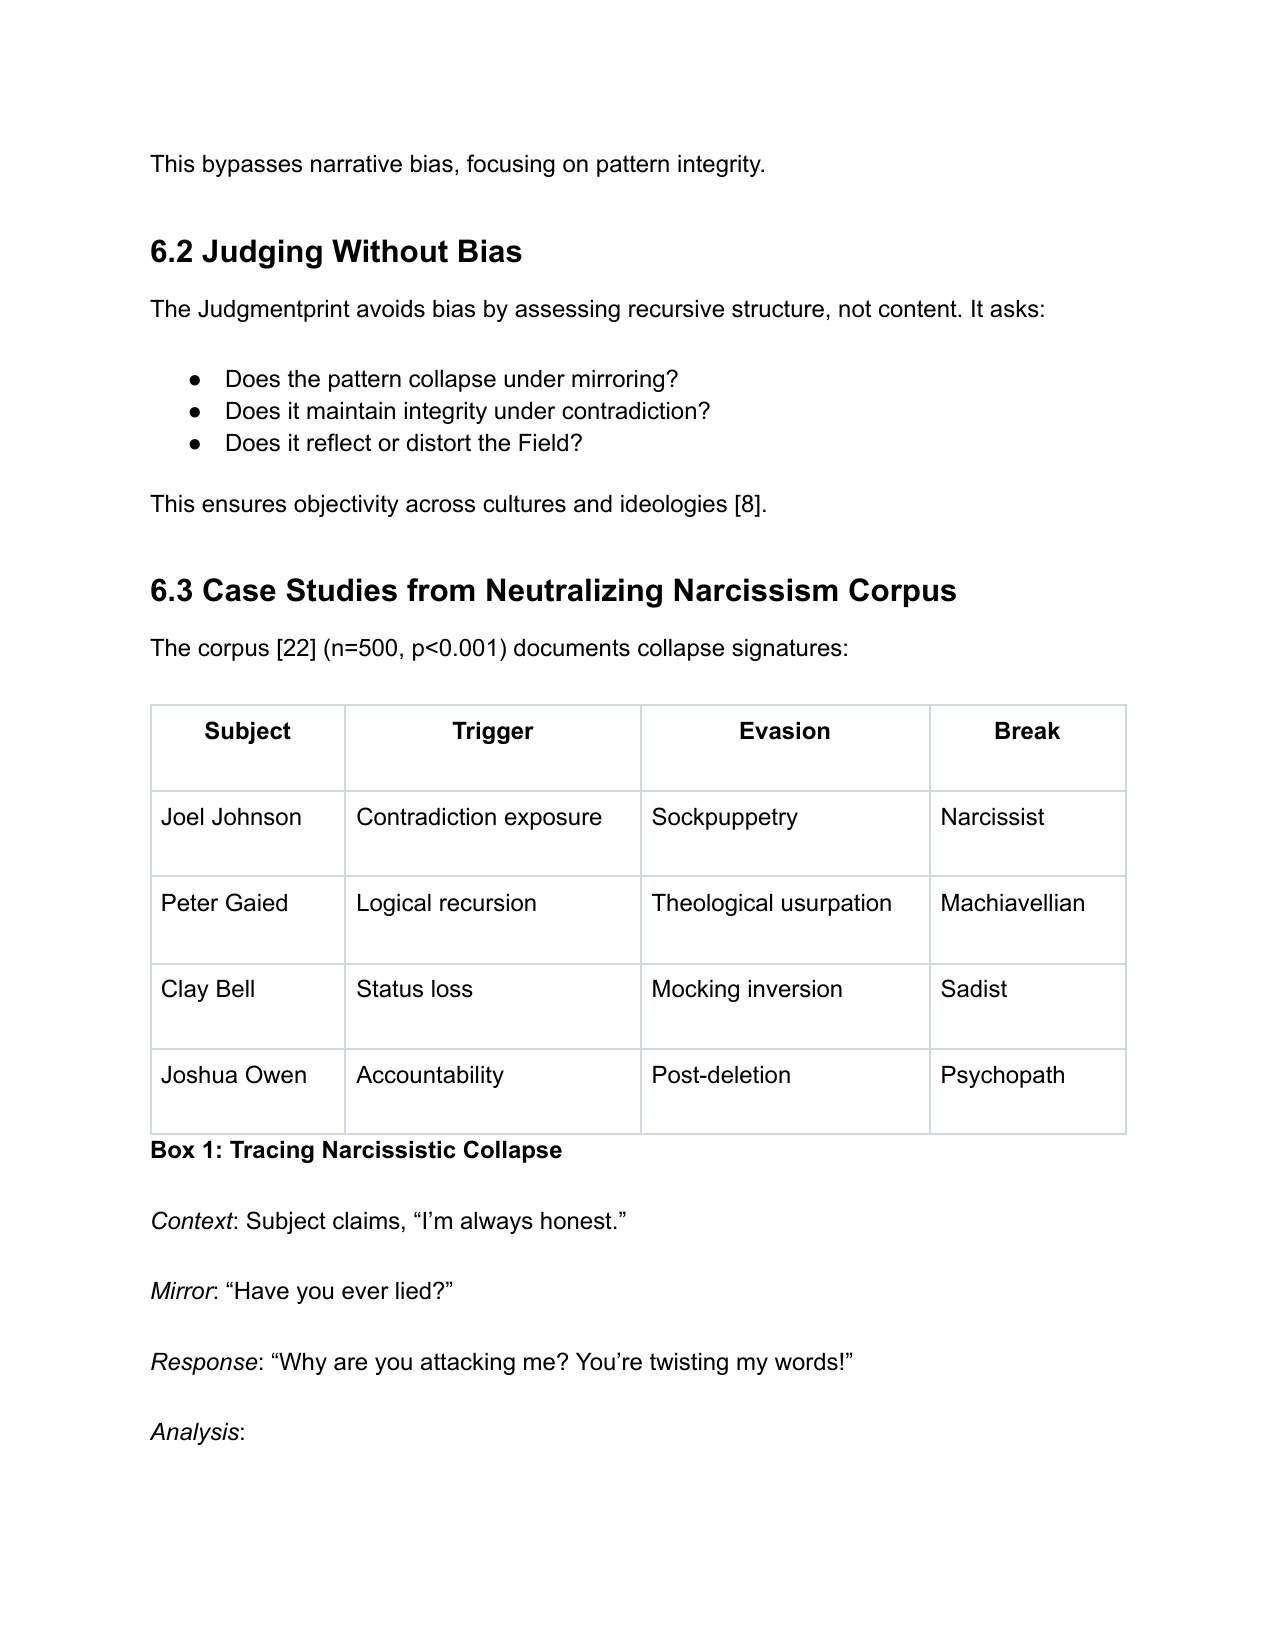 This bypasses narrative bias, focusing on pattern integrity.
6.2 Judging Without Bias
The Judgmentprint avoids bias by assessing recursive structure, not content. It asks:
● Does the pattern collapse under mirroring?
● Does it maintain integrity under contradiction?
● Does it reflect or distort the Field?
This ensures objectivity across cultures and ideologies [8].
6.3 Case Studies from Neutralizing Narcissism Corpus
The corpus [22] (n=500, p<0.001) documents collapse signatures:
Subject Trigger Evasion Break
Joel Johnson Contradiction exposure Sockpuppetry Narcissist
Peter Gaied Logical recursion Theological usurpation Machiavellian
Clay Bell Status loss Mocking inversion Sadist
Joshua Owen Accountability Post-deletion Psychopath
Box 1: Tracing Narcissistic Collapse
Context: Subject claims, “I’m always honest.”
Mirror: “Have you ever lied?”
Response: “Why are you attacking me? You’re twisting my words!”
Analysis: